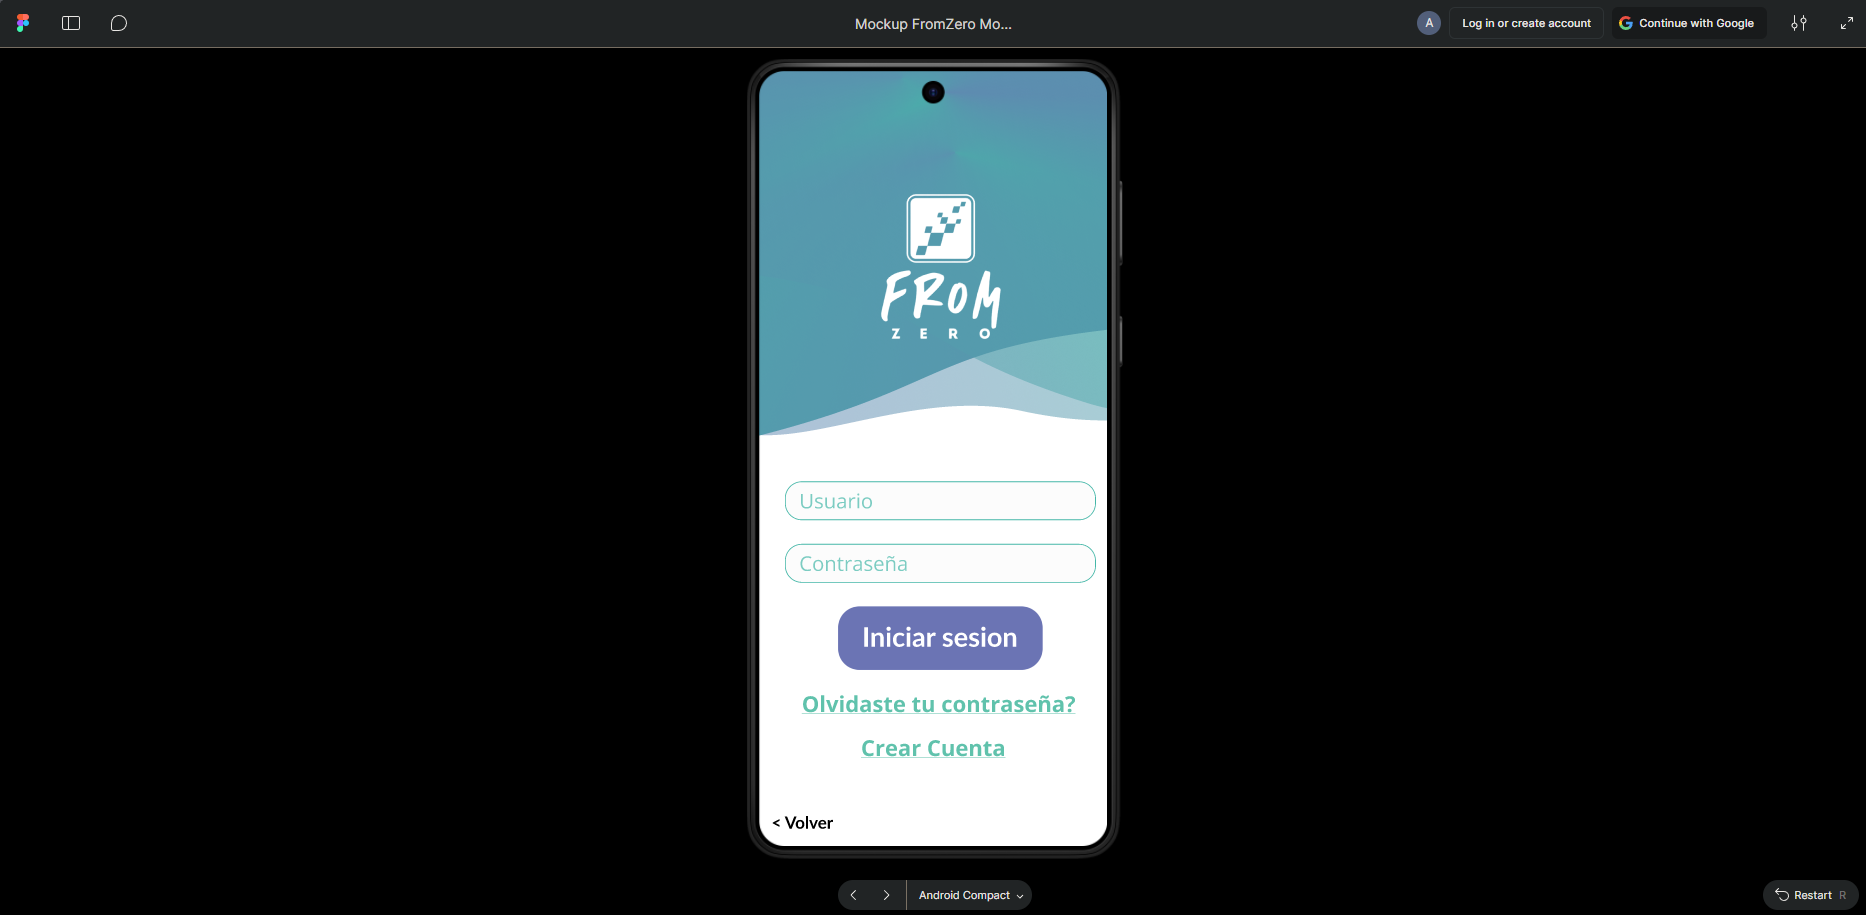 Mockup FromZero Mo...
A
Log in or create account
Continue with Google
FROM
ZERO
Usuario
Contraseña
Iniciar sesion
Olvidaste tu contraseña?
Crear Cuenta
< Volver
Android Compact
Restart R